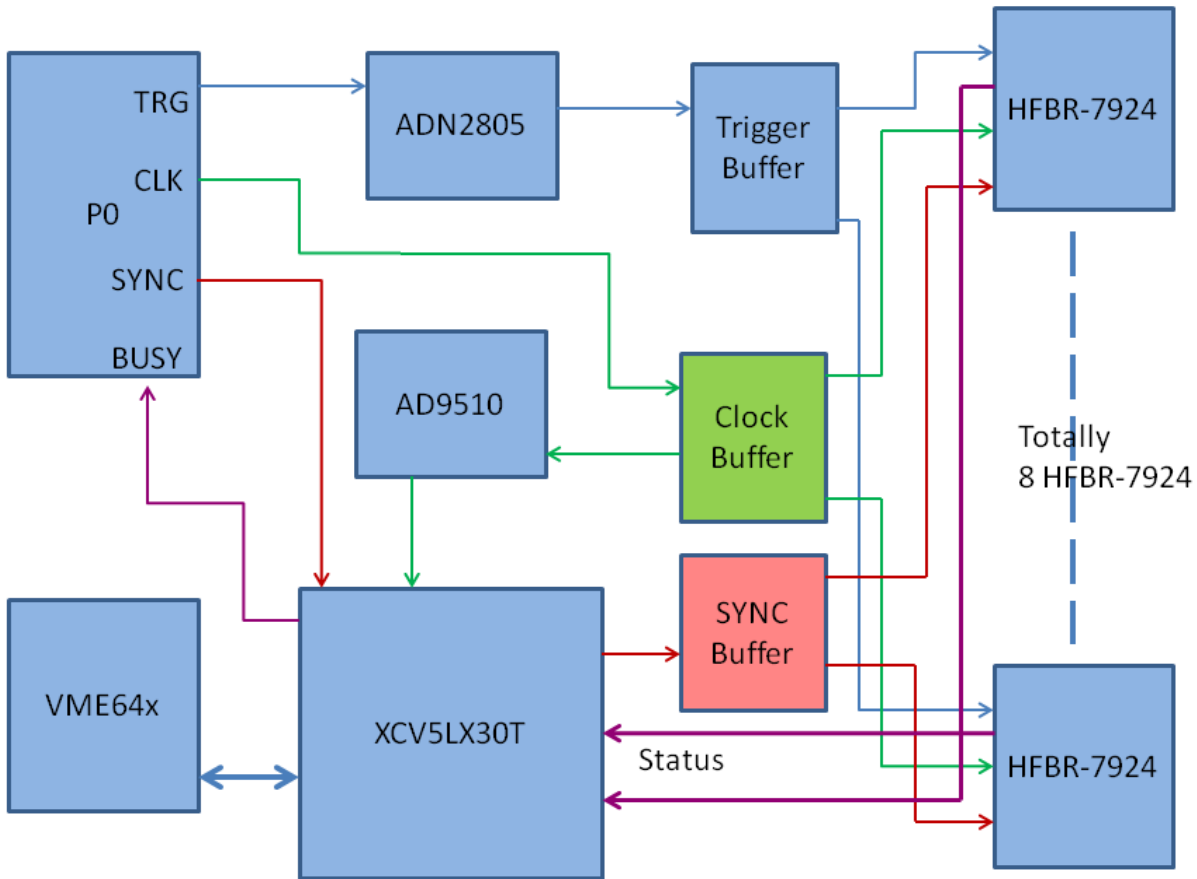 TRG
CLK
P0
SYNC
BUSY
ADN2805
Trigger
Buffer
HFBR-7924
AD9510
Clock
Buffer
Totally
8 HFBR-7924
SYNC
Buffer
VME64x
XCV5LX30T
Status
HFBR-7924